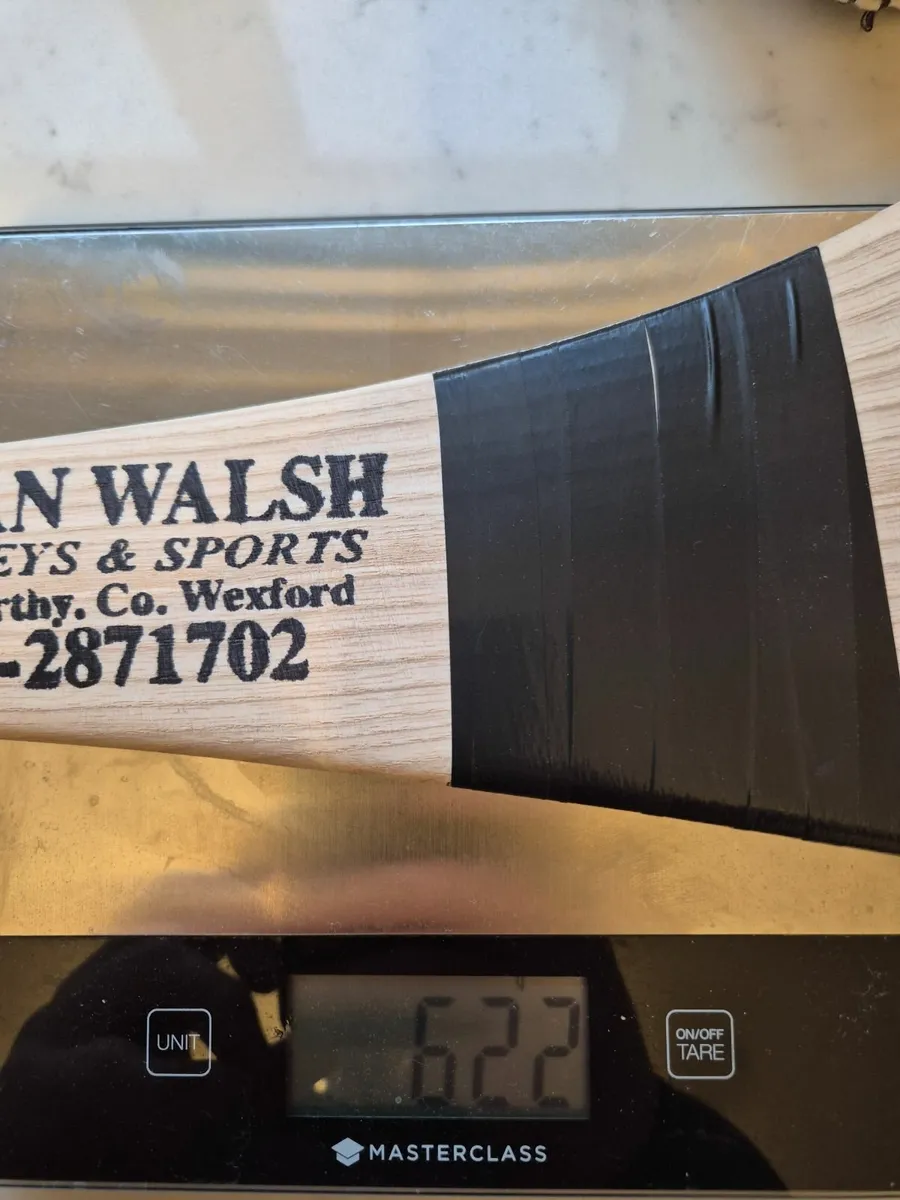 AN WALSH
EYS & SPORTS
rthy. Co. Wexford
-2871702
UNIT
622
ON/OFF
TARE
MASTERCLASS